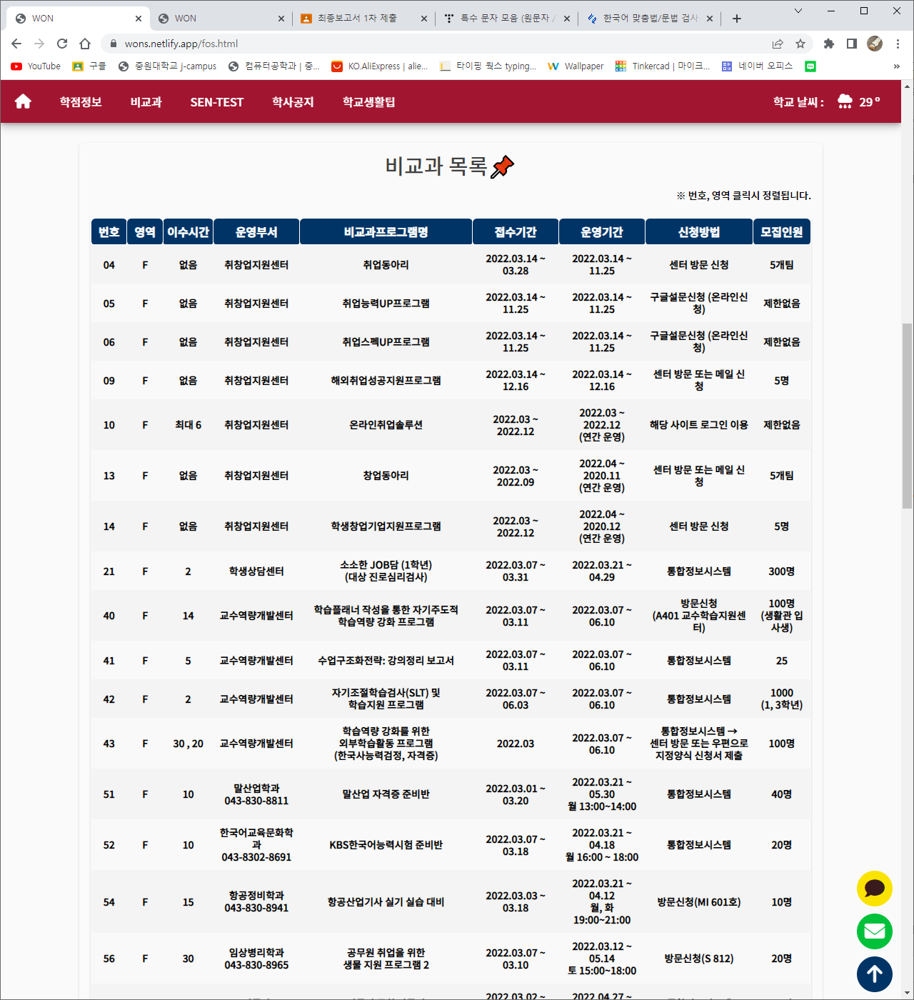 WON
WON
최종보고서 1차 제출
특수 문자 모음 (원문자 /
한국어 맞춤법/문법 검사
wons.netlify.app/fos.html
YouTube
구글
중원대학교 j-campus
컴퓨터공학과 | 중...
KO.AliExpress | alie...
타이핑 웍스 typing...
Wallpaper
Tinkercad | 마이크...
네이버 오피스
»
학점정보 비교과 SEN-TEST 학사공지 학교생활팁
학교 날씨 : 29 º
비교과 목록
※ 번호, 영역 클릭시 정렬됩니다.
번호 영역 이수시간 운영부서 비교과프로그램명 접수기간 운영기간 신청방법 모집인원
04 F 없음 취창업지원센터 취업동아리 2022.03.14 ~ 03.28 2022.03.14 ~ 11.25 센터 방문 신청 5개팀
05 F 없음 취창업지원센터 취업능력UP프로그램 2022.03.14 ~ 11.25 2022.03.14 ~ 11.25 구글설문신청 (온라인신청) 제한없음
06 F 없음 취창업지원센터 취업스펙UP프로그램 2022.03.14 ~ 11.25 2022.03.14 ~ 11.25 구글설문신청 (온라인신청) 제한없음
09 F 없음 취창업지원센터 해외취업성공지원프로그램 2022.03.14 ~ 12.16 2022.03.14 ~ 12.16 센터 방문 또는 메일 신청 5명
10 F 최대 6 취창업지원센터 온라인취업솔루션 2022.03 ~ 2022.12 2022.03 ~ 2022.12 (연간 운영) 해당 사이트 로그인 이용 제한없음
13 F 없음 취창업지원센터 창업동아리 2022.03 ~ 2022.09 2022.04 ~ 2020.11 (연간 운영) 센터 방문 또는 메일 신청 5개팀
14 F 없음 취창업지원센터 학생창업기업지원프로그램 2022.03 ~ 2022.12 2022.04 ~ 2020.12 (연간 운영) 센터 방문 신청 5명
21 F 2 학생상담센터 소소한 JOB담 (1학년) (대상 진로심리검사) 2022.03.07 ~ 03.31 2022.03.21 ~ 04.29 통합정보시스템 300명
40 F 14 교수역량개발센터 학습플래너 작성을 통한 자기주도적 학습역량 강화 프로그램 2022.03.07 ~ 03.11 2022.03.07 ~ 06.10 방문신청 (A401 교수학습지원센터) 100명 (생활관 입사생)
41 F 5 교수역량개발센터 수업구조화전략: 강의정리 보고서 2022.03.07 ~ 03.11 2022.03.07 ~ 06.10 통합정보시스템 25
42 F 2 교수역량개발센터 자기조절학습검사(SLT) 및 학습지원 프로그램 2022.03.07 ~ 06.03 2022.03.07 ~ 06.10 통합정보시스템 1000 (1, 3학년)
43 F 30 , 20 교수역량개발센터 학습역량 강화를 위한 외부학습활동 프로그램 (한국사능력검정, 자격증) 2022.03 2022.03.07 ~ 06.10 통합정보시스템 → 센터 방문 또는 우편으로 지정양식 신청서 제출 100명
51 F 10 말산업학과 043-830-8811 말산업 자격증 준비반 2022.03.01 ~ 03.20 2022.03.21 ~ 05.30 월 13:00~14:00 통합정보시스템 40명
52 F 10 한국어교육문화학과 043-8302-8691 KBS한국어능력시험 준비반 2022.03.07 ~ 03.18 2022.03.21 ~ 04.18 월 16:00 ~ 18:00 통합정보시스템 20명
54 F 15 항공정비학과 043-830-8941 항공산업기사 실기 실습 대비 2022.03.03 ~ 03.18 2022.03.21 ~ 04.12 월, 화 19:00~21:00 방문신청(MI 601호) 10명
56 F 30 임상병리학과 043-830-8965 공무원 취업을 위한 생물 지원 프로그램 2 2022.03.07 ~ 03.10 2022.03.12 ~ 05.14 토 15:00~18:00 방문신청(S 812) 20명
2022.03.02 ~ 2022.04.27 ~